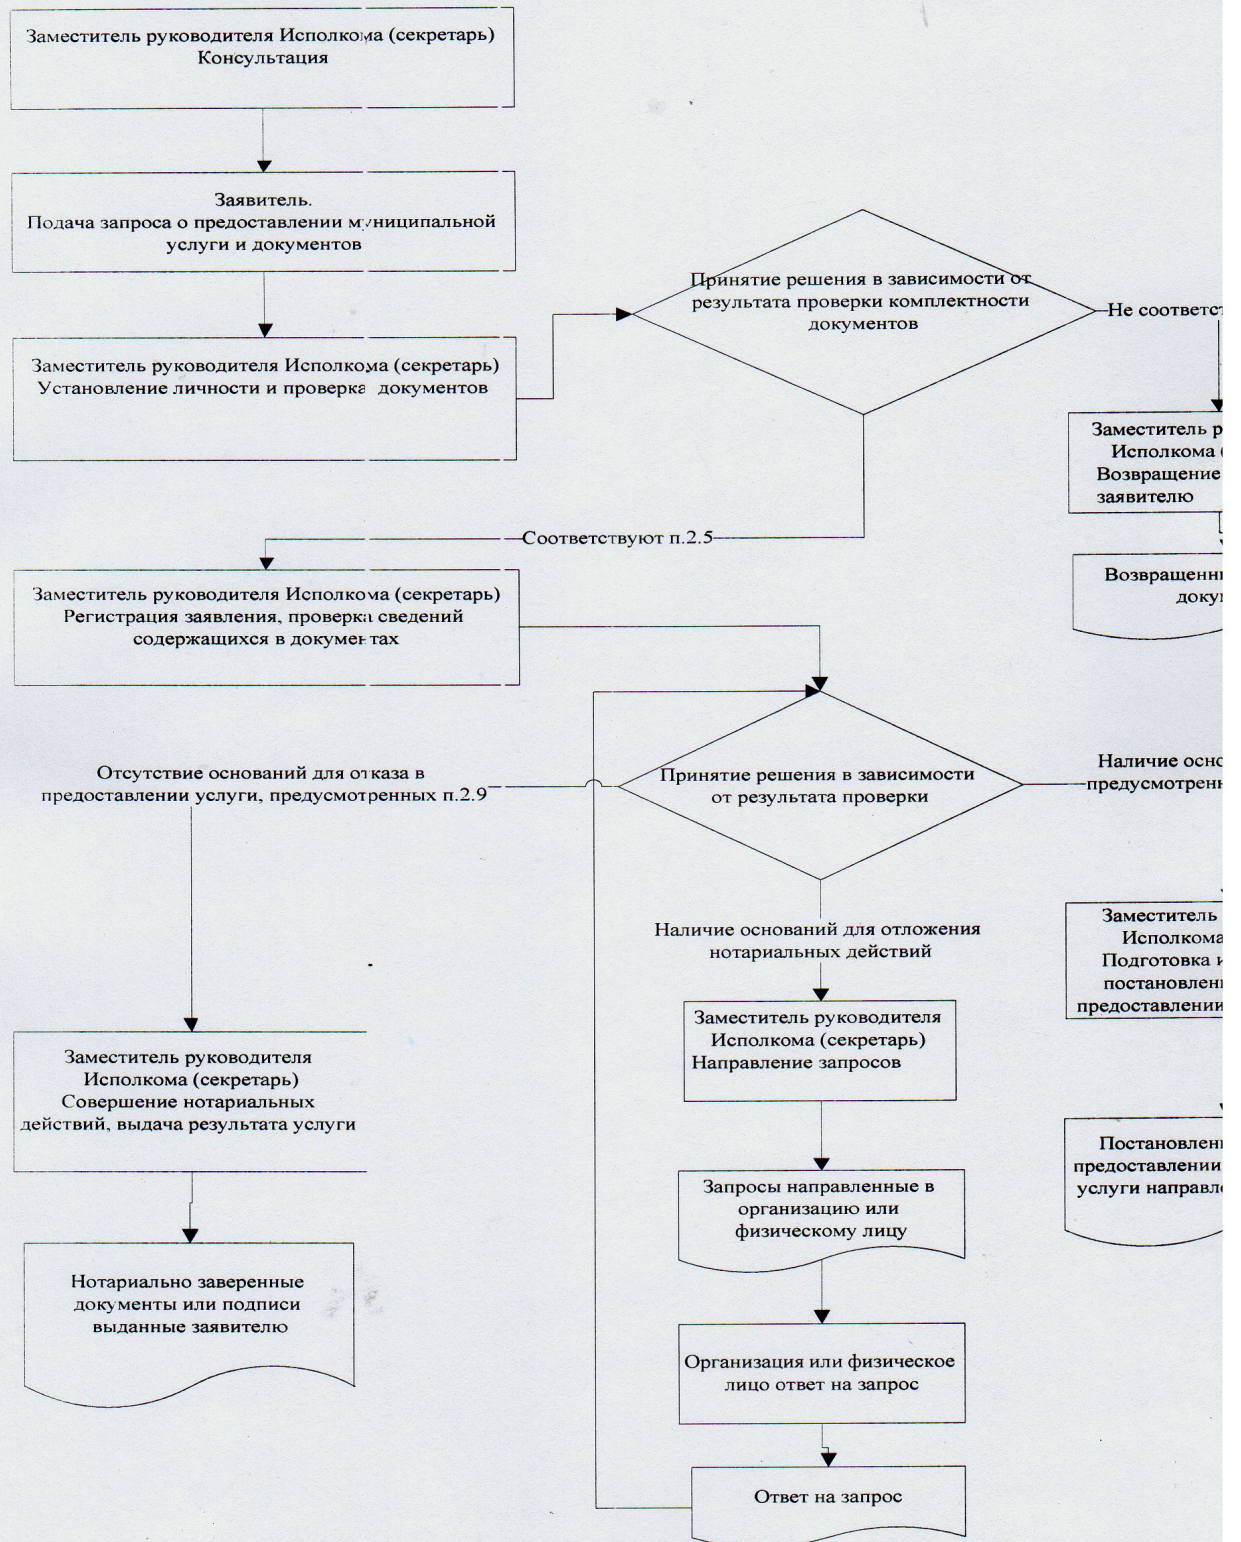 Заместитель руководителя Исполкома (секретарь)
Консультация
Заявитель.
Подача запроса о предоставлении муниципальной
услуги и документов
Заместитель руководителя Исполкома (секретарь)
Установление личности и проверка документов
Принятие решения в зависимости от
результата проверки комплектности
документов
Не соответст
Заместитель р
Исполкома (
Возвращение
заявителю
Возвращенн
доку
Соответствуют п.2.5
Заместитель руководителя Исполкома (секретарь)
Регистрация заявления, проверка сведений
содержащихся в документах
Принятие решения в зависимости
от результата проверки
Отсутствие оснований для отказа в
предоставлении услуги, предусмотренных п.2.9
Наличие осно
предусмотрен
Наличие оснований для отложения
нотариальных действий
Заместитель
Исполкома
Подготовка и
постановлен
предоставлении
Заместитель руководителя
Исполкома (секретарь)
Направление запросов
Заместитель руководителя
Исполкома (секретарь)
Совершение нотариальных
действий, выдача результата услуги
Постановлен
предоставлении
услуги направл
Запросы направленные в
организацию или
физическому лицу
Нотариально заверенные
документы или подписи
выданные заявителю
Организация или физическое
лицо ответ на запрос
Ответ на запрос